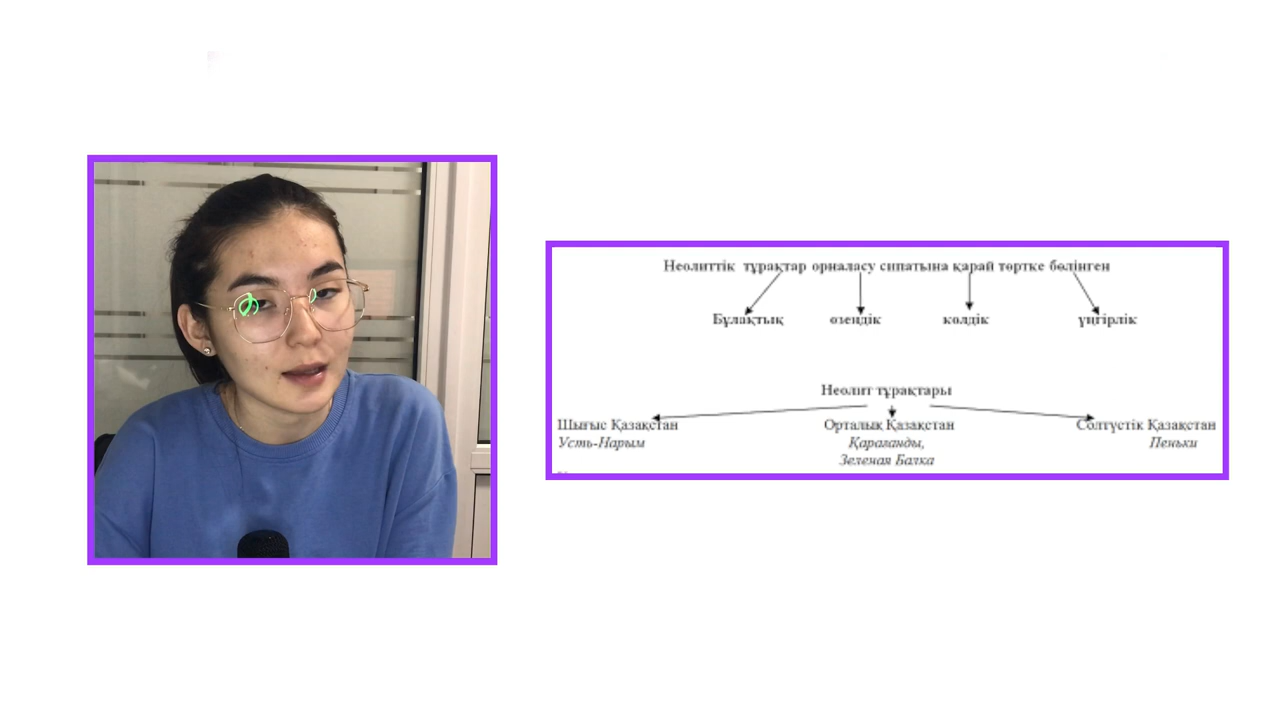 Неолиттік тұрақтар орналасу сипатына қарай төртке бөлінген
Бұлақтық өзендік көлдік үңгірлік
Неолит тұрақтары
Шығыс Қазақстан Орталық Қазақстан Солтүстік Қазақстан
Усть-Нарым Қарағанды, Пеньки
Зеленая Балка